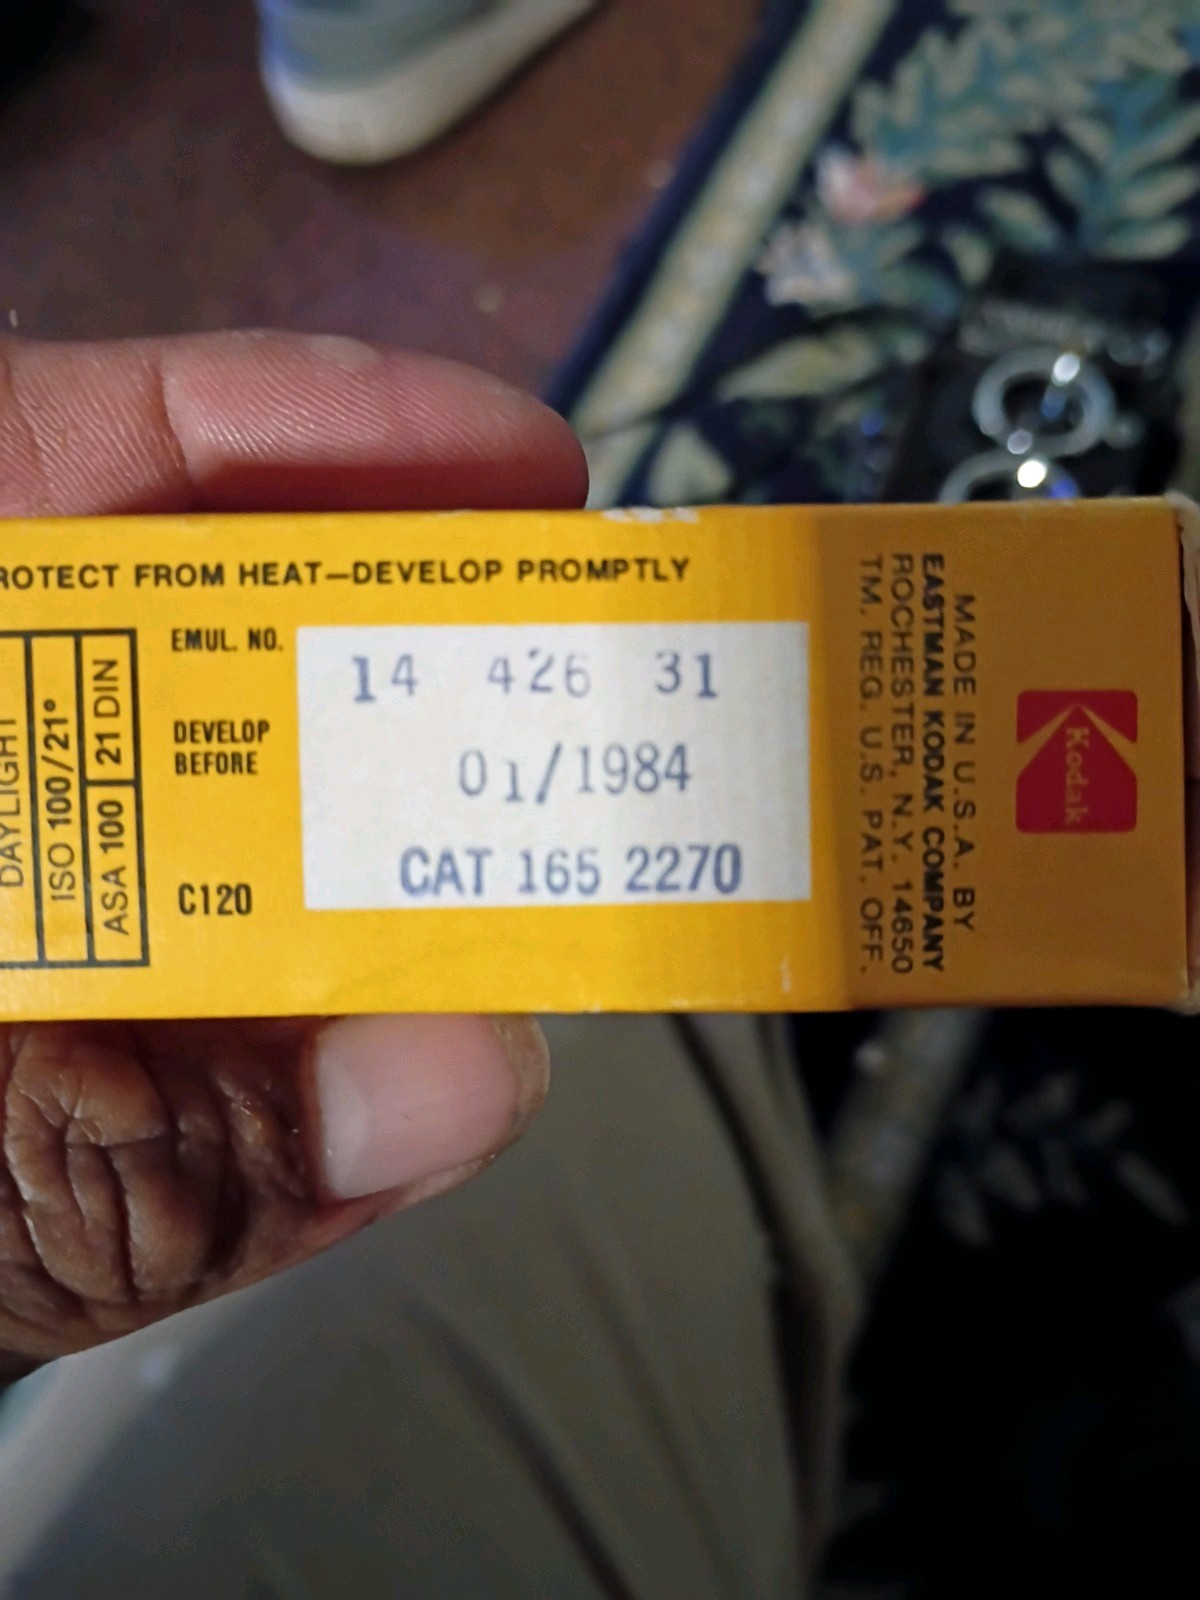 ROTECT FROM HEAT—DEVELOP PROMPTLY
DAYLIGHT
ISO 100/21°
ASA 100 21 DIN
EMUL. NO.
14 426 31
DEVELOP
BEFORE
01/1984
C120
CAT 165 2270
MADE IN U.S.A. BY
EASTMAN KODAK COMPANY
ROCHESTER, N.Y. 14650
TM. REG. U.S. PAT. OFF.
Kodak